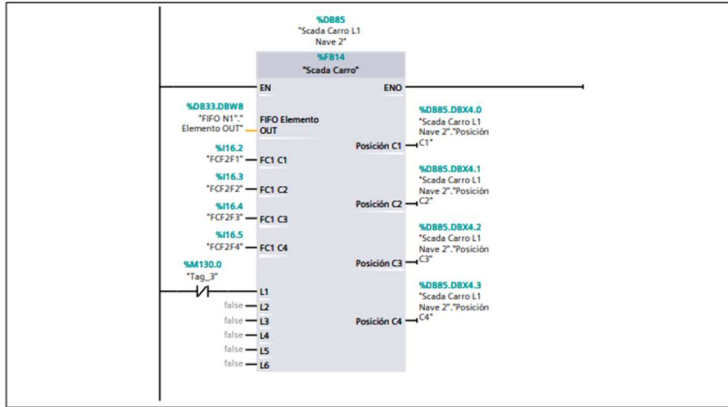 %DB85
"Scada Carro L1
Nave 2"
%FB14
"Scada Carro"
EN
ENO
%DB33.DBW8
"FIFO N1"."
Elemento OUT"
FIFO Elemento
OUT
%I16.2
"FCF2F1"
FC1 C1
%I16.3
"FCF2F2"
FC1 C2
%I16.4
"FCF2F3"
FC1 C3
%I16.5
"FCF2F4"
FC1 C4
%M130.0
"Tag_3"
L1
false
L2
false
L3
false
L4
false
L5
false
L6
Posición C1
%DB85.DBX4.0
"Scada Carro L1
Nave 2"."Posición
C1"
Posición C2
%DB85.DBX4.1
"Scada Carro L1
Nave 2"."Posición
C2"
Posición C3
%DB85.DBX4.2
"Scada Carro L1
Nave 2"."Posición
C3"
Posición C4
%DB85.DBX4.3
"Scada Carro L1
Nave 2"."Posición
C4"